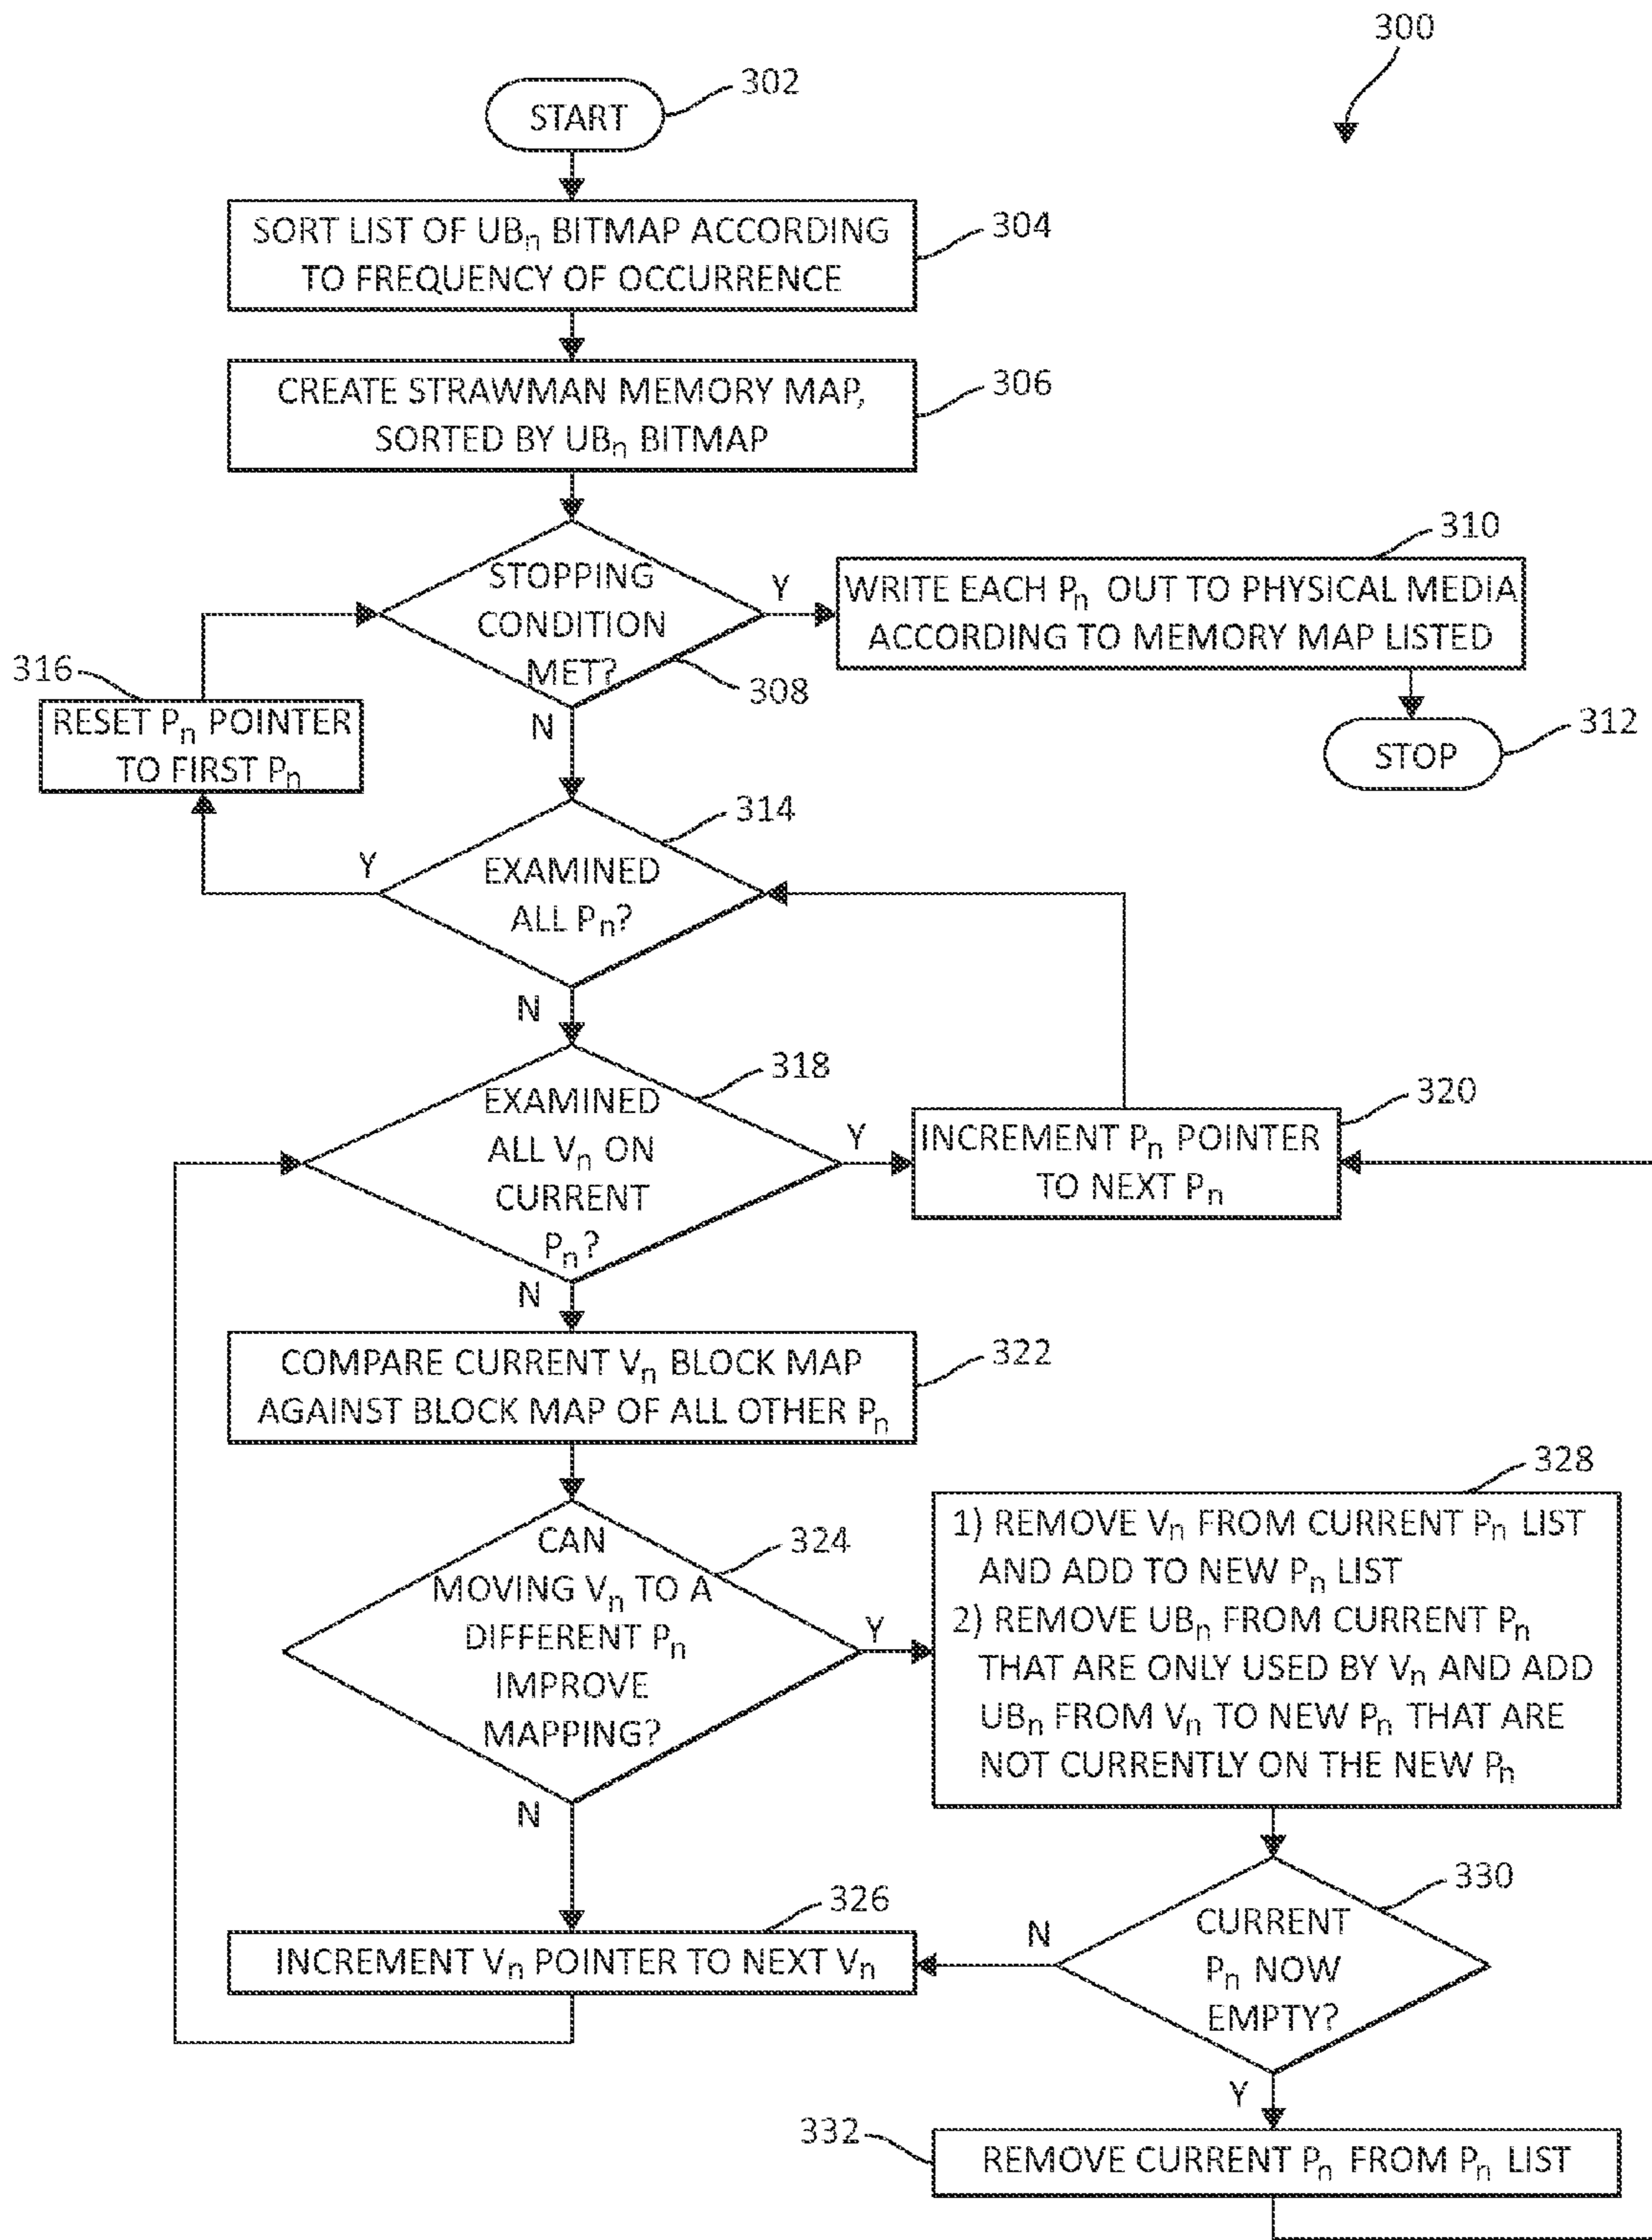 300
302
START
SORT LIST OF UBn BITMAP ACCORDING
TO FREQUENCY OF OCCURRENCE
304
CREATE STRAWMAN MEMORY MAP,
SORTED BY UBn BITMAP
306
STOPPING
CONDITION
MET?
308
Y
N
310
WRITE EACH Pn OUT TO PHYSICAL MEDIA
ACCORDING TO MEMORY MAP LISTED
STOP
312
316
RESET Pn POINTER
TO FIRST Pn
314
EXAMINED
ALL Pn?
Y
N
318
EXAMINED
ALL Vn ON
CURRENT
Pn?
Y
N
320
INCREMENT Pn POINTER
TO NEXT Pn
COMPARE CURRENT Vn BLOCK MAP
AGAINST BLOCK MAP OF ALL OTHER Pn
322
CAN
MOVING Vn TO A
DIFFERENT Pn
IMPROVE
MAPPING?
324
Y
N
328
1) REMOVE Vn FROM CURRENT Pn LIST
AND ADD TO NEW Pn LIST
2) REMOVE UBn FROM CURRENT Pn
THAT ARE ONLY USED BY Vn AND ADD
UBn FROM Vn TO NEW Pn THAT ARE
NOT CURRENTLY ON THE NEW Pn
326
INCREMENT Vn POINTER TO NEXT Vn
330
CURRENT
Pn NOW
EMPTY?
N
Y
332
REMOVE CURRENT Pn FROM Pn LIST